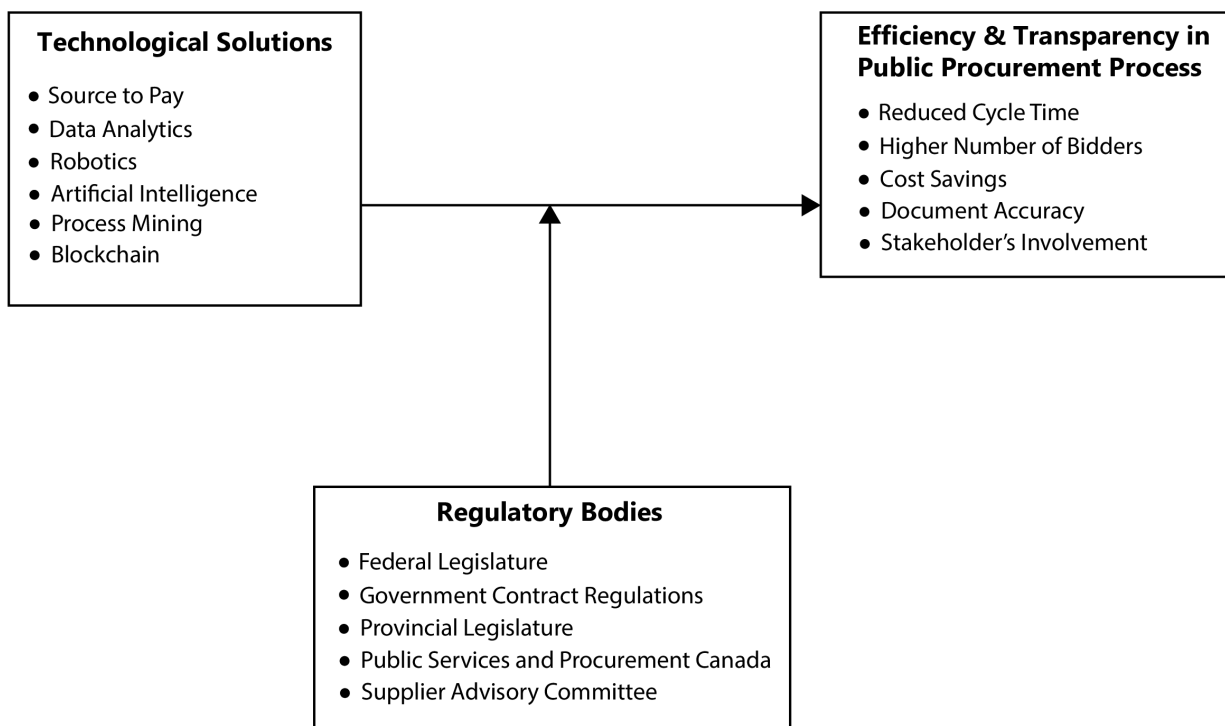 Technological Solutions
• Source to Pay
• Data Analytics
• Robotics
• Artificial Intelligence
• Process Mining
• Blockchain
Efficiency & Transparency in
Public Procurement Process
• Reduced Cycle Time
• Higher Number of Bidders
• Cost Savings
• Document Accuracy
• Stakeholder’s Involvement
Regulatory Bodies
• Federal Legislature
• Government Contract Regulations
• Provincial Legislature
• Public Services and Procurement Canada
• Supplier Advisory Committee